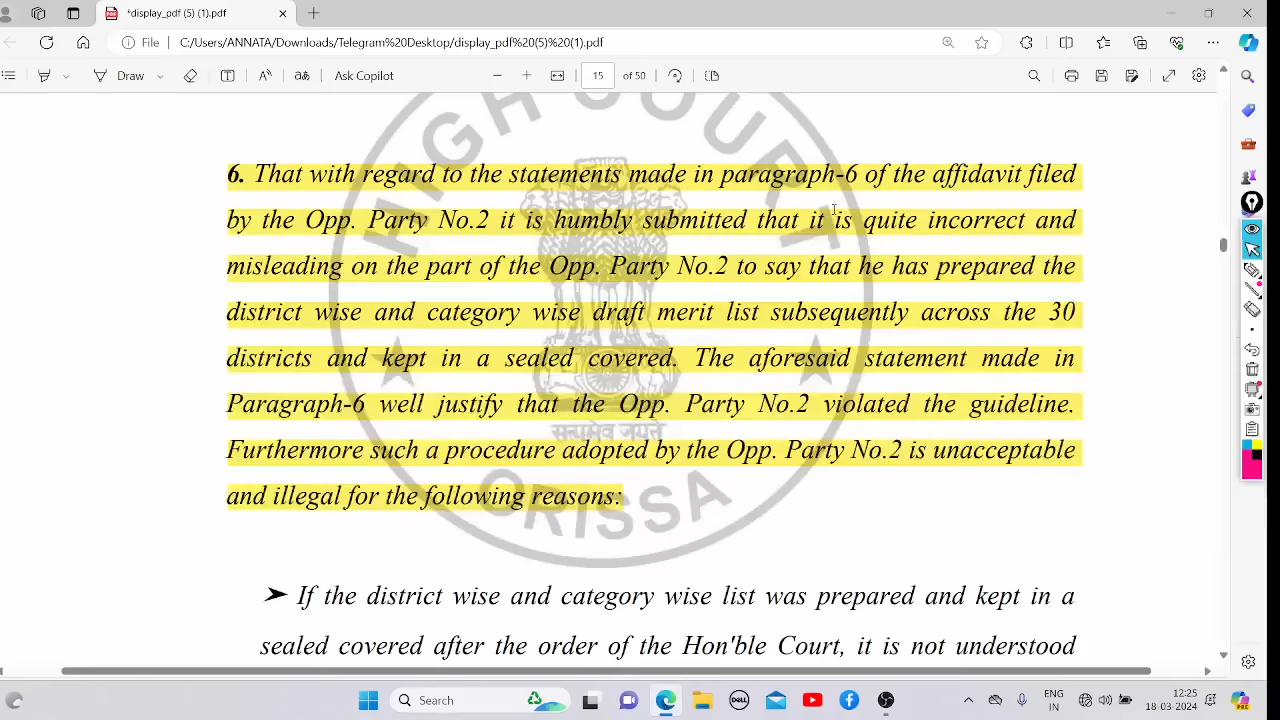 *display_pdf (5) (1).pdf
File
C:/Users/ANNATA/Downloads/Telegram%20Desktop/display_pdf%20(5)%20(1).pdf
Draw
Ask Copilot
15
of 50
HIGH COURT
6. That with regard to the statements made in paragraph-6 of the affidavit filed
by the Opp. Party No.2 it is humbly submitted that it is quite incorrect and
misleading on the part of the Opp. Party No.2 to say that he has prepared the
district wise and category wise draft merit list subsequently across the 30
districts and kept in a sealed covered. The aforesaid statement made in
Paragraph-6 well justify that the Opp. Party No.2 violated the guideline.
सत्यमेव जयते
Furthermore such a procedure adopted by the Opp. Party No.2 is unacceptable
and illegal for the following reasons:
ORISSA
➤ If the district wise and category wise list was prepared and kept in a
sealed covered after the order of the Hon'ble Court, it is not understood
Search
DELL
ENG
IN
12:25
18-03-2024
PRE